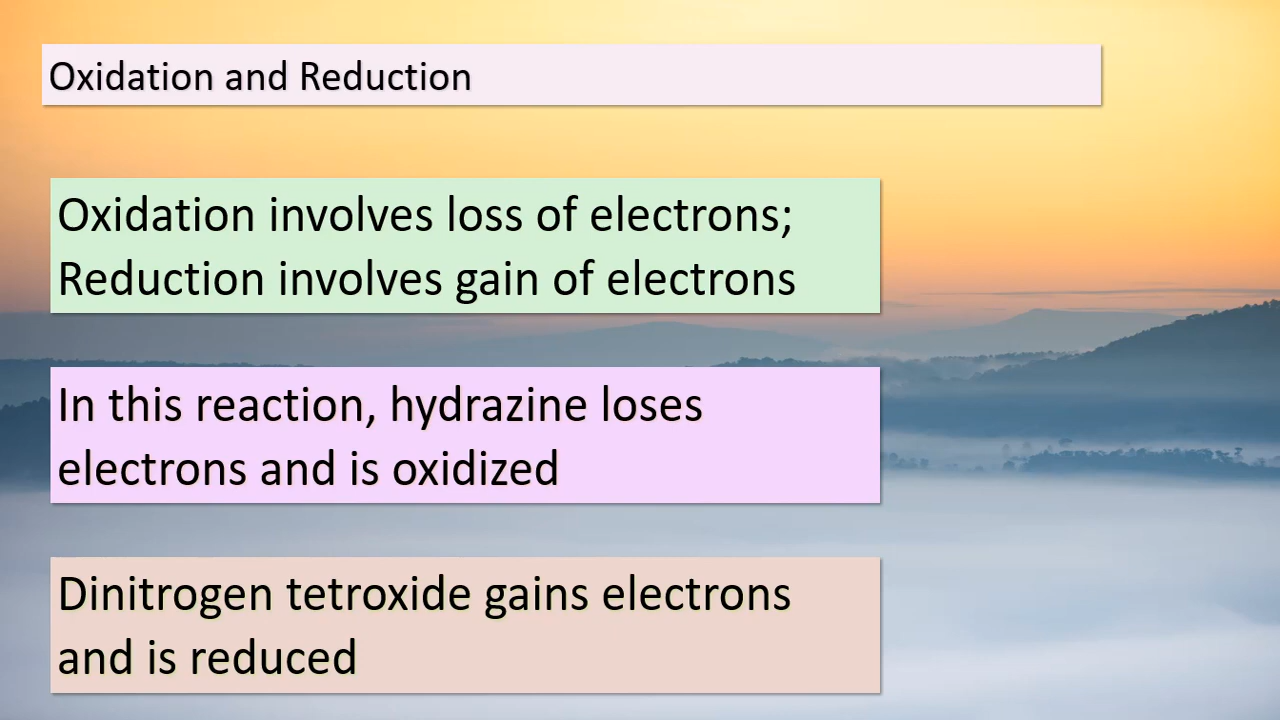 Oxidation and Reduction
Oxidation involves loss of electrons;
Reduction involves gain of electrons
In this reaction, hydrazine loses
electrons and is oxidized
Dinitrogen tetroxide gains electrons
and is reduced